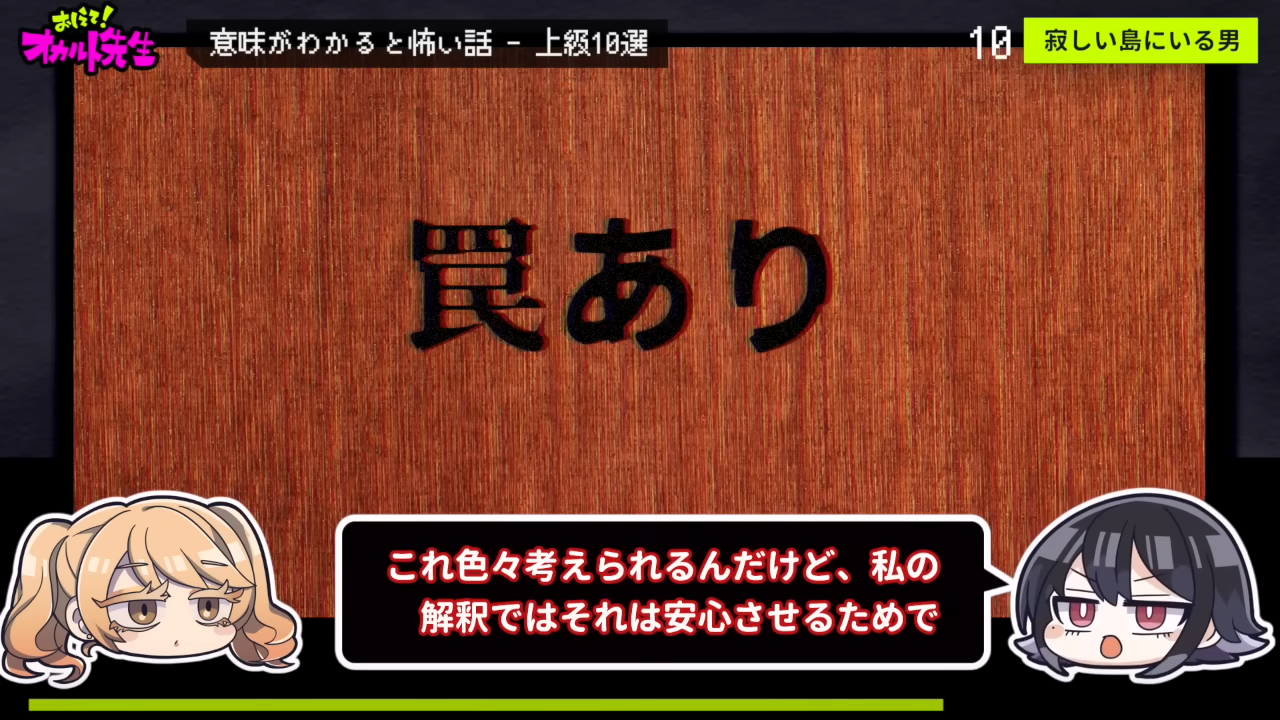 おしえて!
オカルト先生
意味がわかると怖い話 - 上級10選
10 寂しい島にいる男
罠あり
これ色々考えられるんだけど、私の
解釈ではそれは安心させるためで